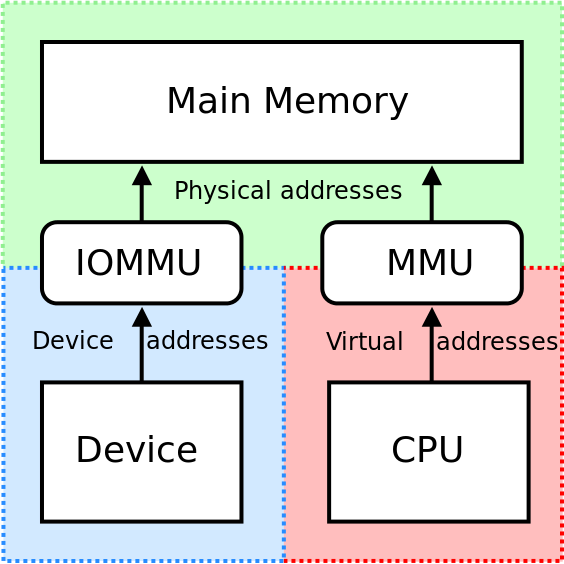 Main Memory
Physical addresses
IOMMU
MMU
Device addresses
Virtual addresses
Device
CPU